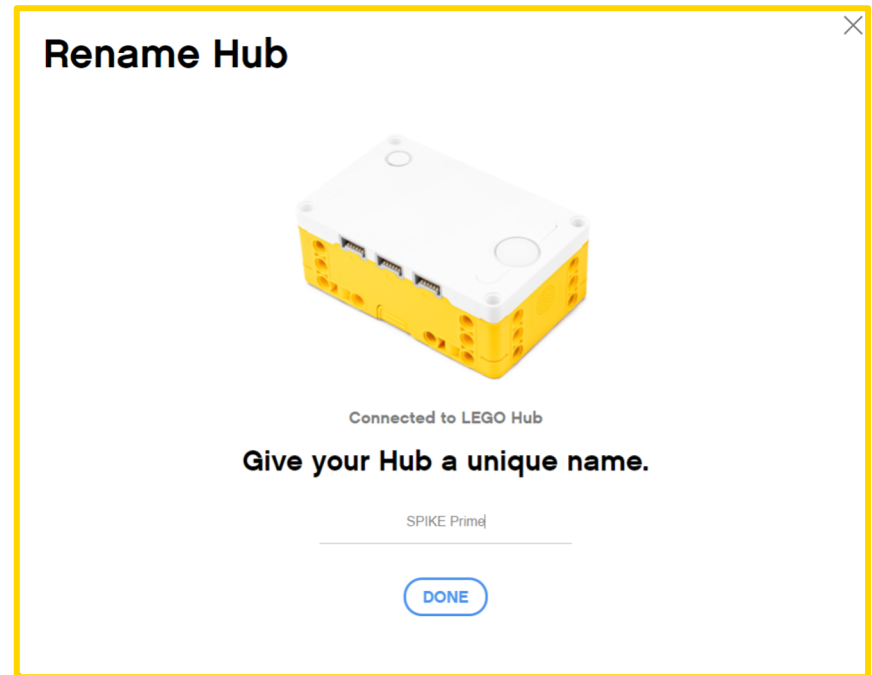 Rename Hub
Connected to LEGO Hub
Give your Hub a unique name.
SPIKE Prime
DONE